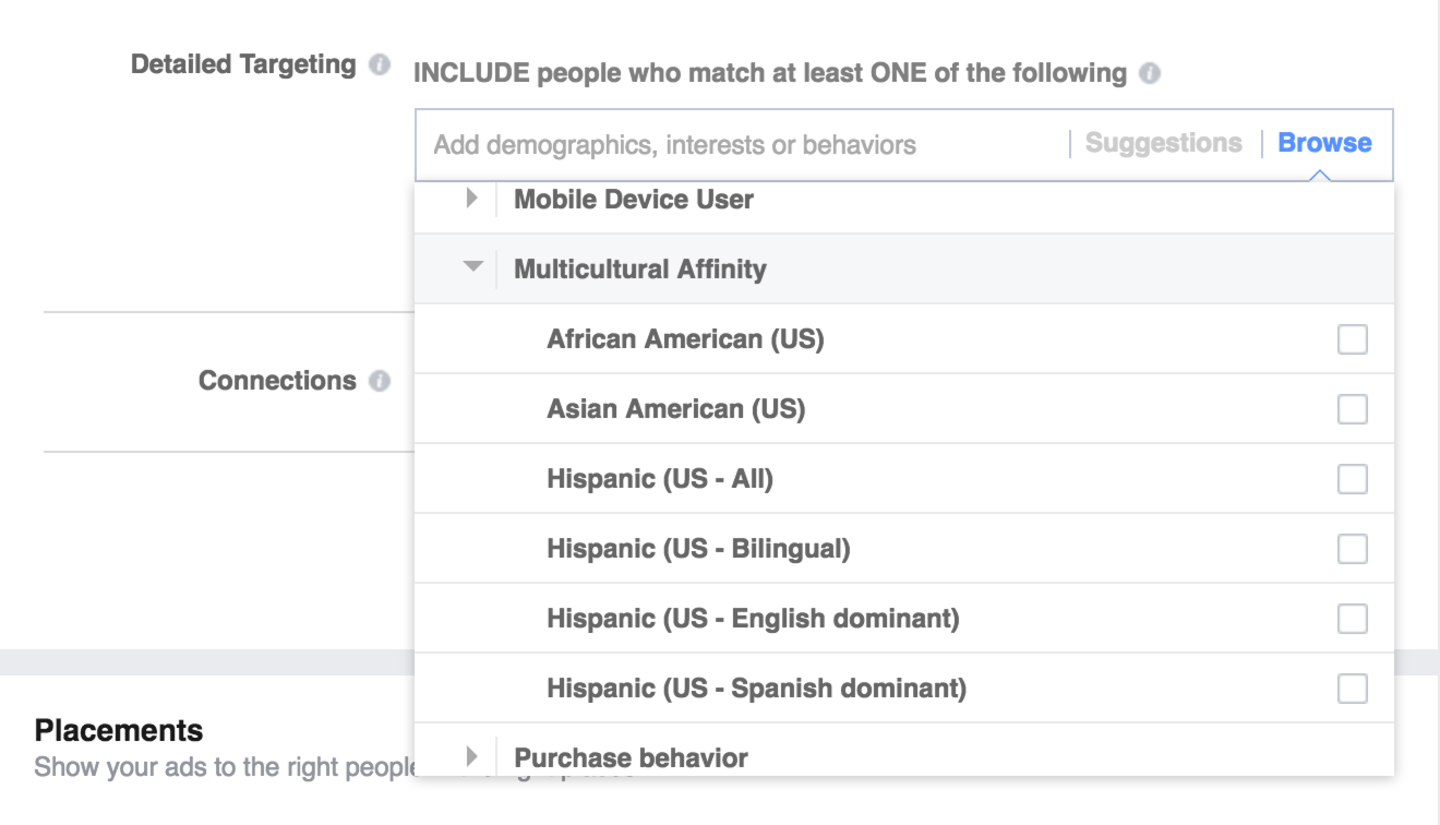 Detailed Targeting
INCLUDE people who match at least ONE of the following
Add demographics, interests or behaviors | Suggestions | Browse
Mobile Device User
Multicultural Affinity
African American (US)
Asian American (US)
Connections
Hispanic (US - All)
Hispanic (US - Bilingual)
Hispanic (US - English dominant)
Hispanic (US - Spanish dominant)
Purchase behavior
Placements
Show your ads to the right people